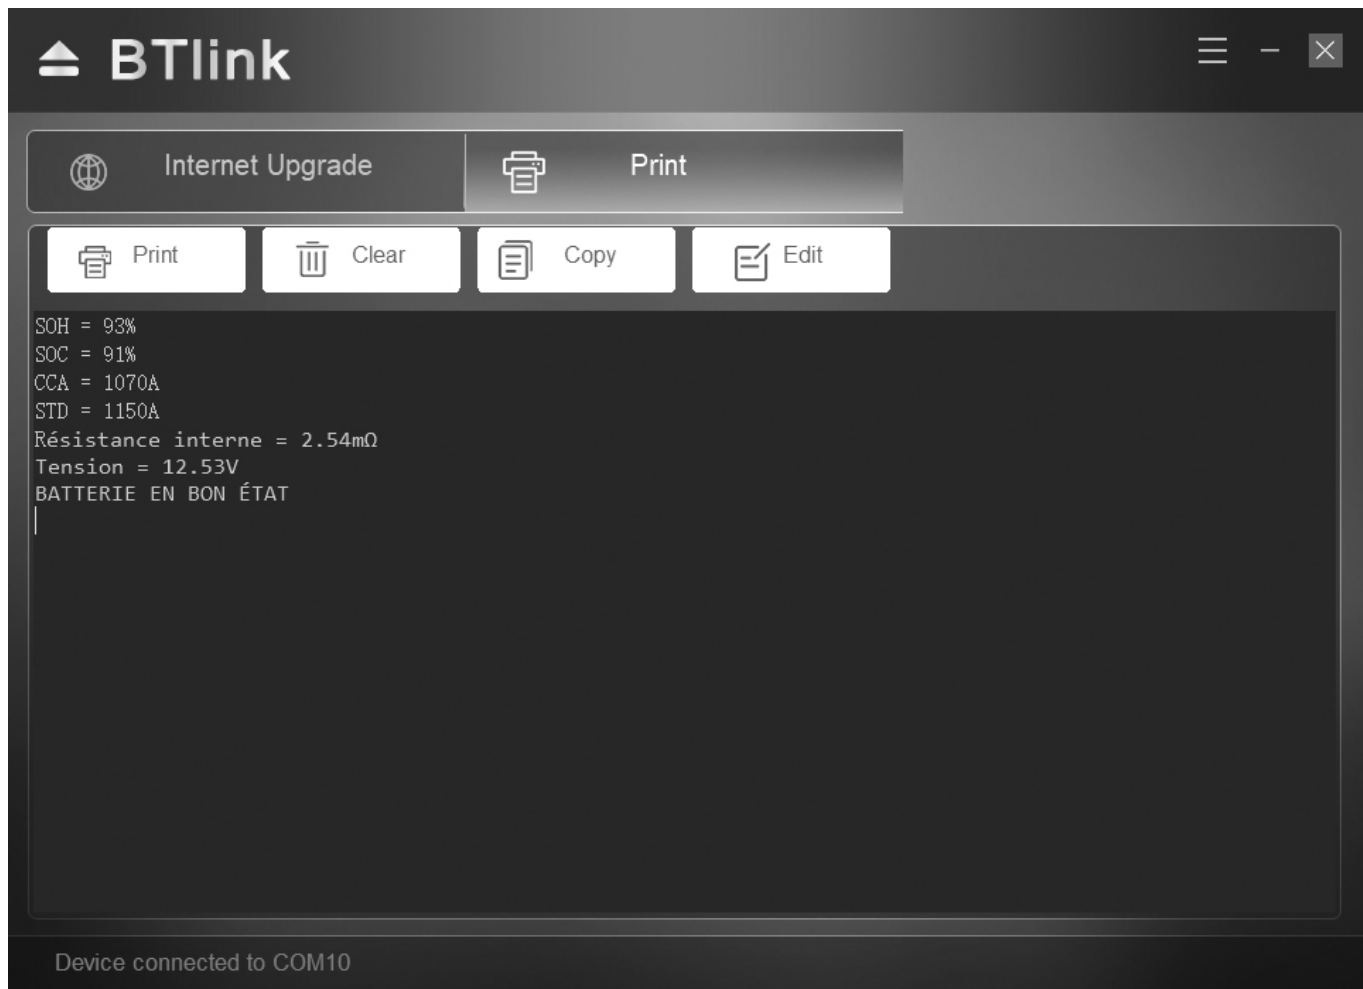 BTlink
Internet Upgrade
Print
Print
Clear
Copy
Edit
SOH = 93%
SOC = 91%
CCA = 1070A
STD = 1150A
Résistance interne = 2.54mΩ
Tension = 12.53V
BATTERIE EN BON ÉTAT
Device connected to COM10